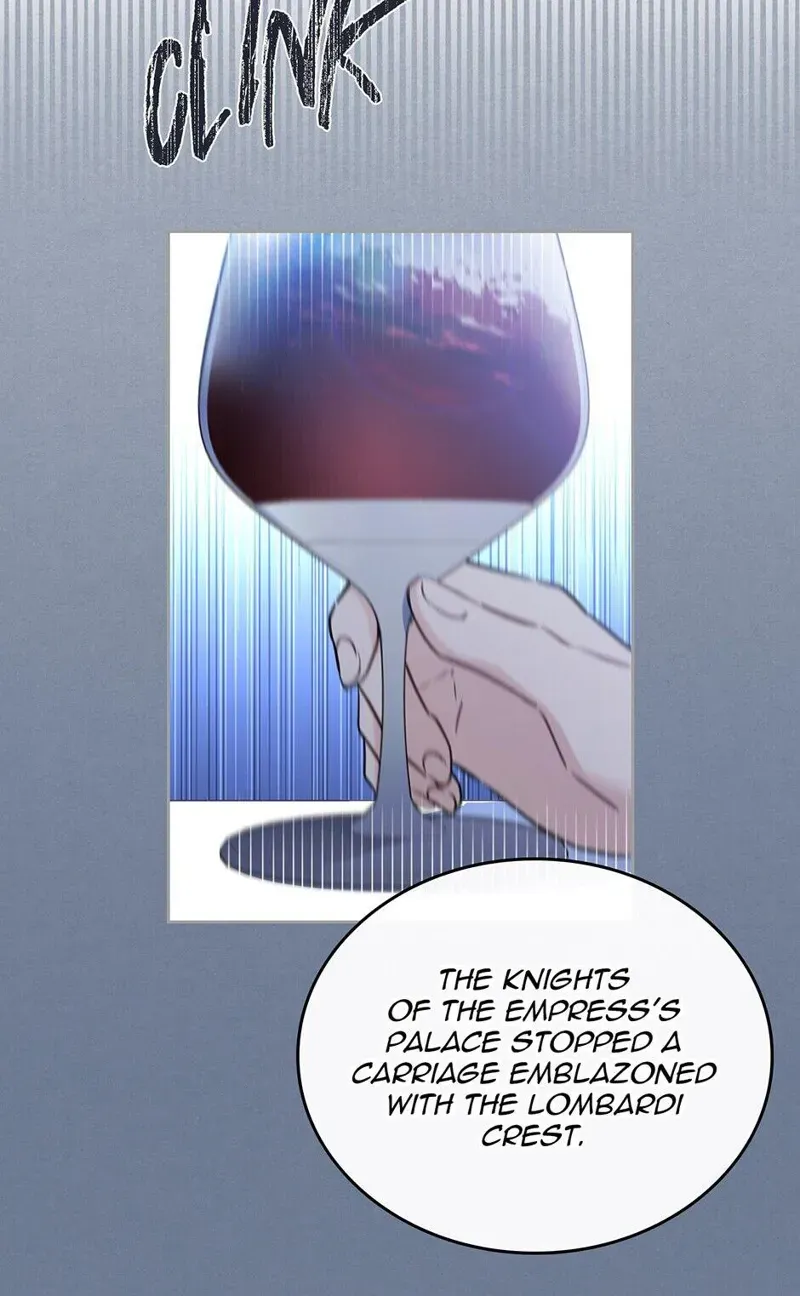 CLINK
THE KNIGHTS
OF THE EMPRESS'S
PALACE STOPPED A
CARRIAGE EMBLAZONED
WITH THE LOMBARDI
CREST.